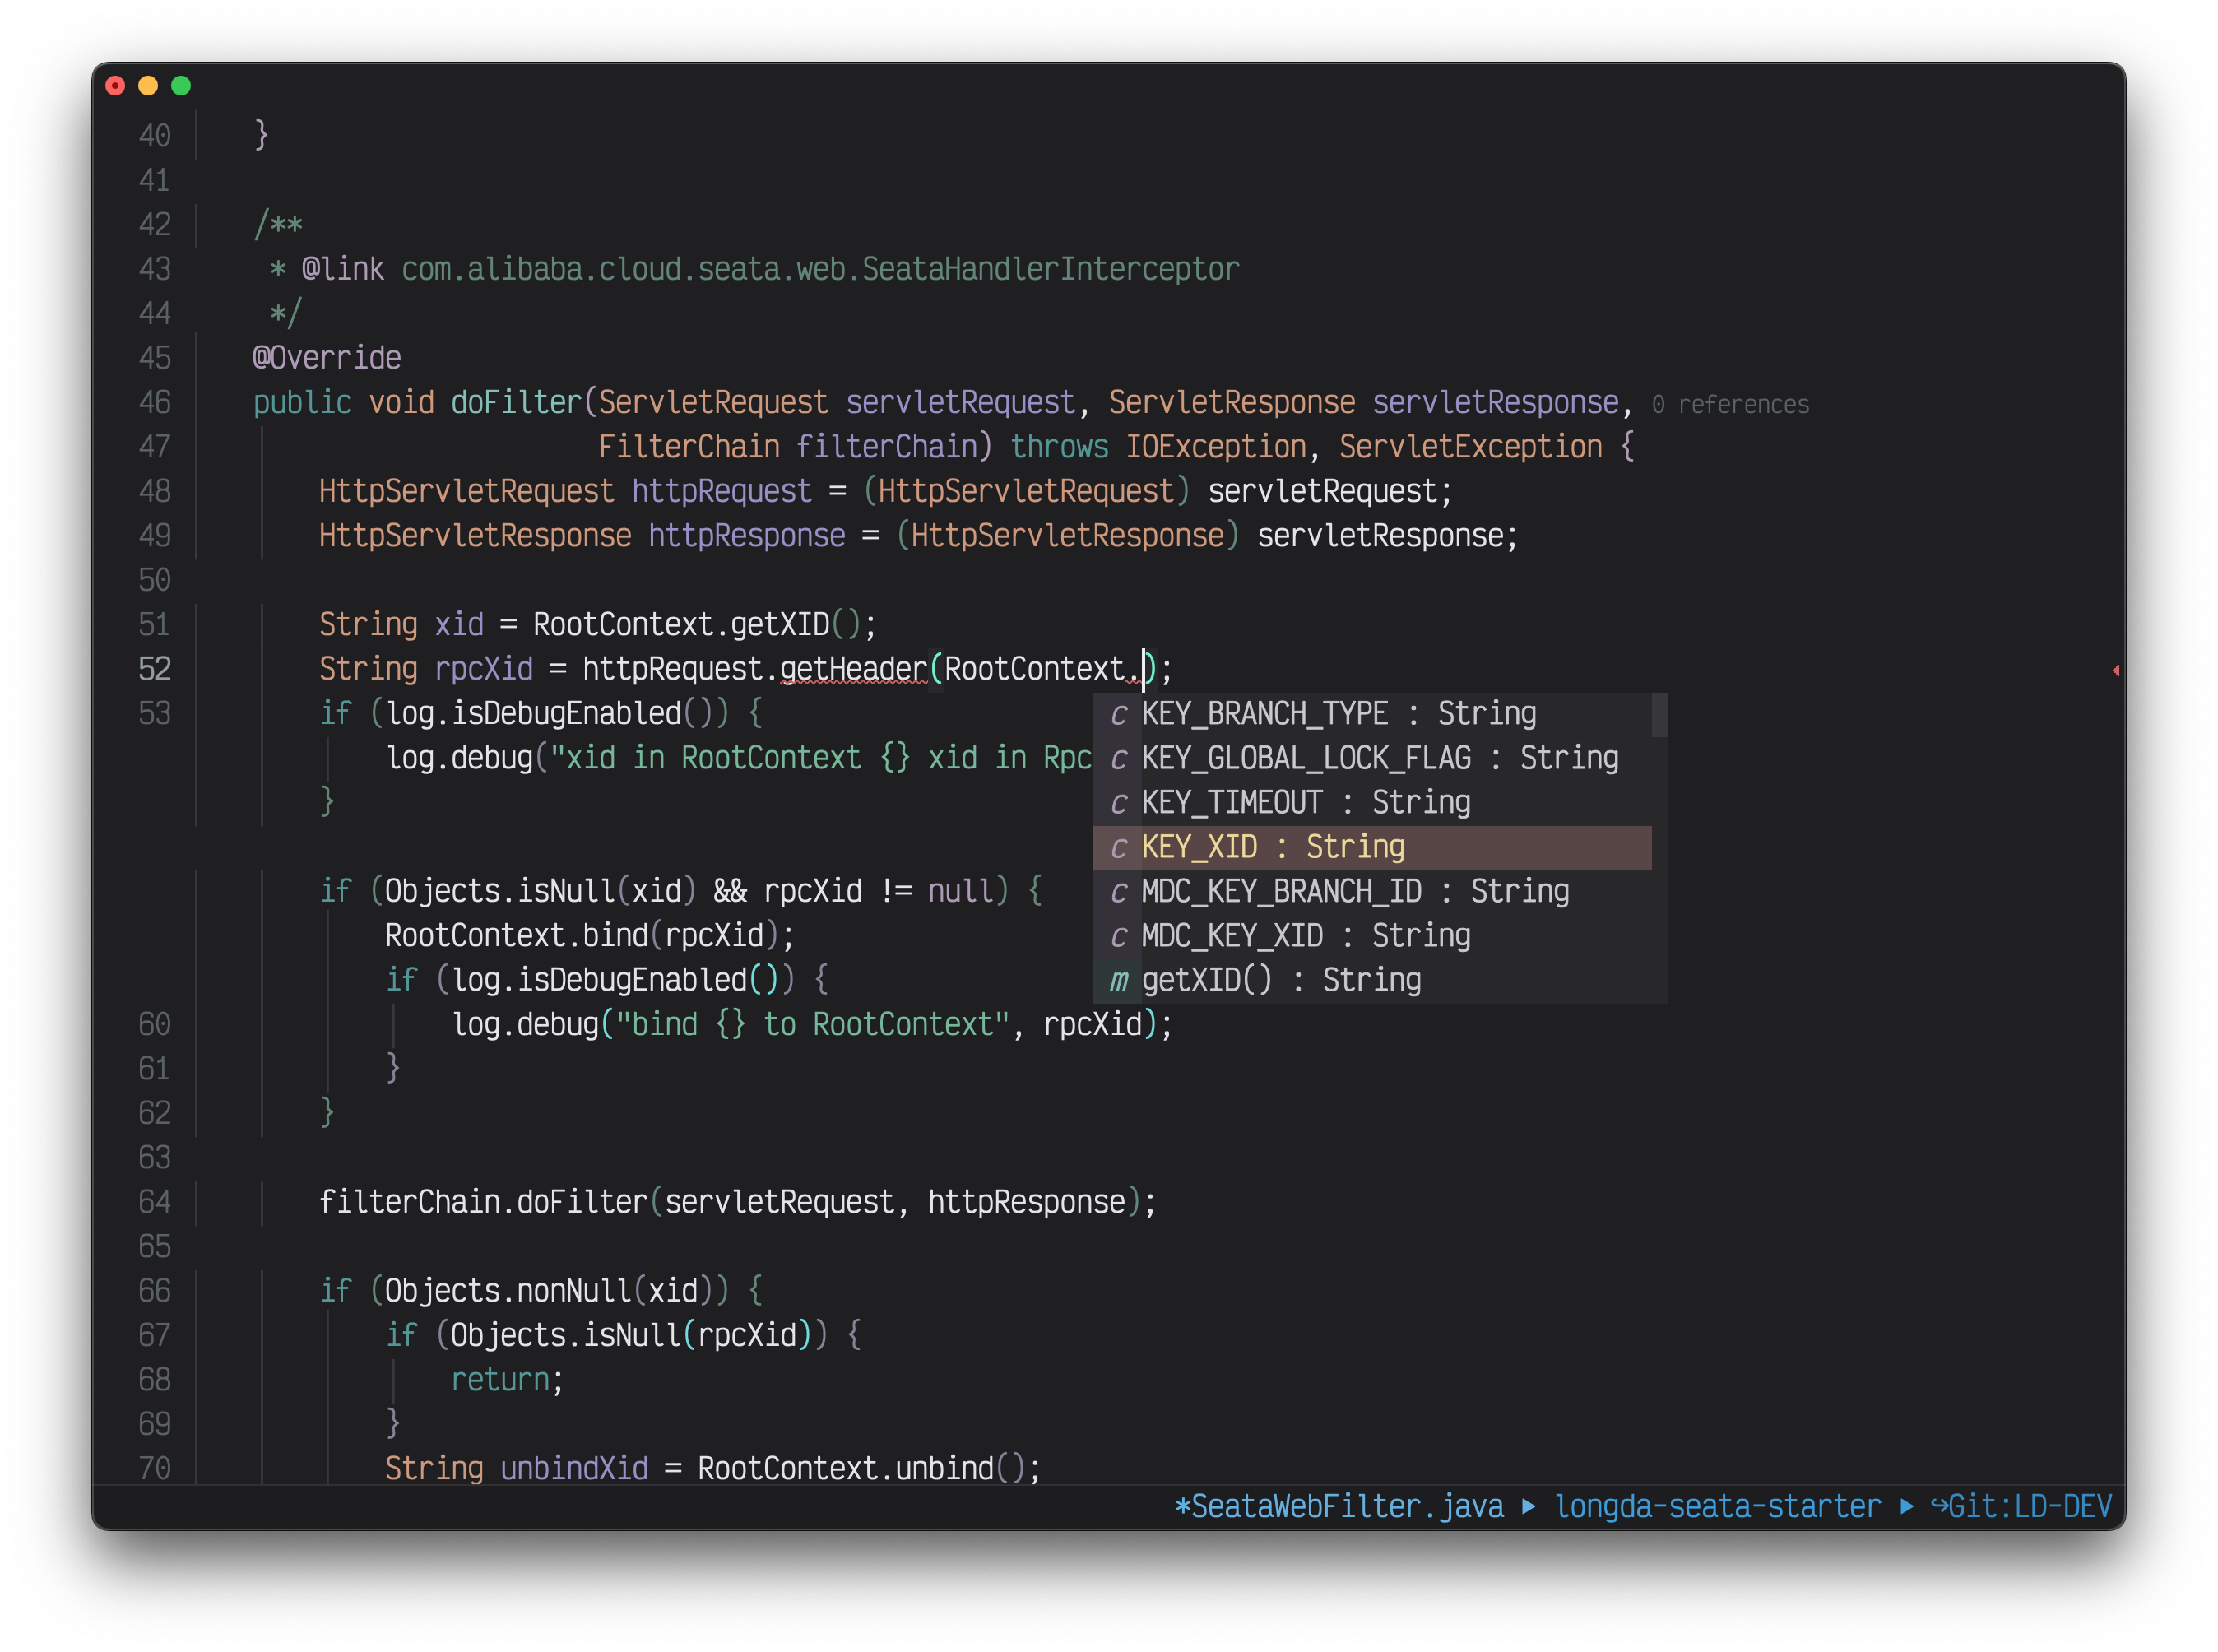 40 }
41
42 /**
43 * @link com.alibaba.cloud.seata.web.SeataHandlerInterceptor
44 */
45 @Override
46 public void doFilter(ServletRequest servletRequest, ServletResponse servletResponse, 0 references
47 FilterChain filterChain) throws IOException, ServletException {
48 HttpServletRequest httpRequest = (HttpServletRequest) servletRequest;
49 HttpServletResponse httpResponse = (HttpServletResponse) servletResponse;
50
51 String xid = RootContext.getXID();
52 String rpcXid = httpRequest.getHeader(RootContext.);
53 if (log.isDebugEnabled()) {
log.debug("xid in RootContext {} xid in Rpc
}
if (Objects.isNull(xid) && rpcXid != null) {
RootContext.bind(rpcXid);
if (log.isDebugEnabled()) {
c KEY_BRANCH_TYPE : String
c KEY_GLOBAL_LOCK_FLAG : String
c KEY_TIMEOUT : String
c KEY_XID : String
c MDC_KEY_BRANCH_ID : String
c MDC_KEY_XID : String
m getXID() : String
60 log.debug("bind {} to RootContext", rpcXid);
61 }
62 }
63
64 filterChain.doFilter(servletRequest, httpResponse);
65
66 if (Objects.nonNull(xid)) {
67 if (Objects.isNull(rpcXid)) {
68 return;
69 }
70 String unbindXid = RootContext.unbind();
*SeataWebFilter.java ▶ longda-seata-starter ▶ ↪Git:LD-DEV